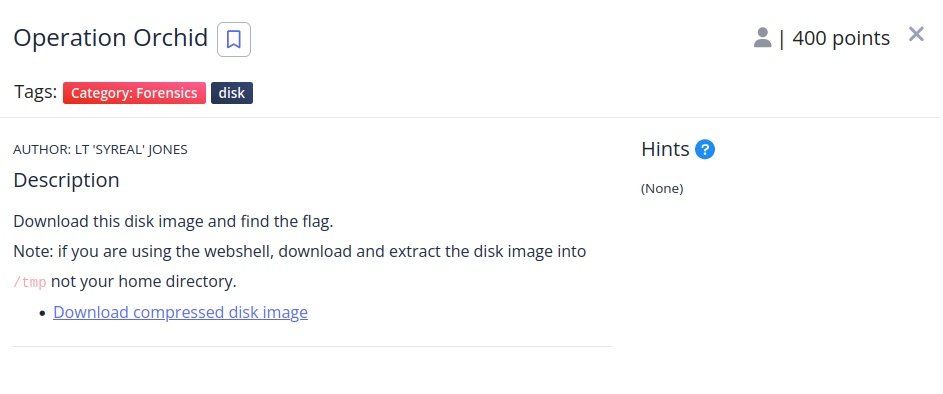 Operation Orchid
| 400 points
Tags: Category: Forensics disk
AUTHOR: LT 'SYREAL' JONES
Description
Download this disk image and find the flag.
Note: if you are using the webshell, download and extract the disk image into
/tmp not your home directory.
• Download compressed disk image
Hints ?
(None)